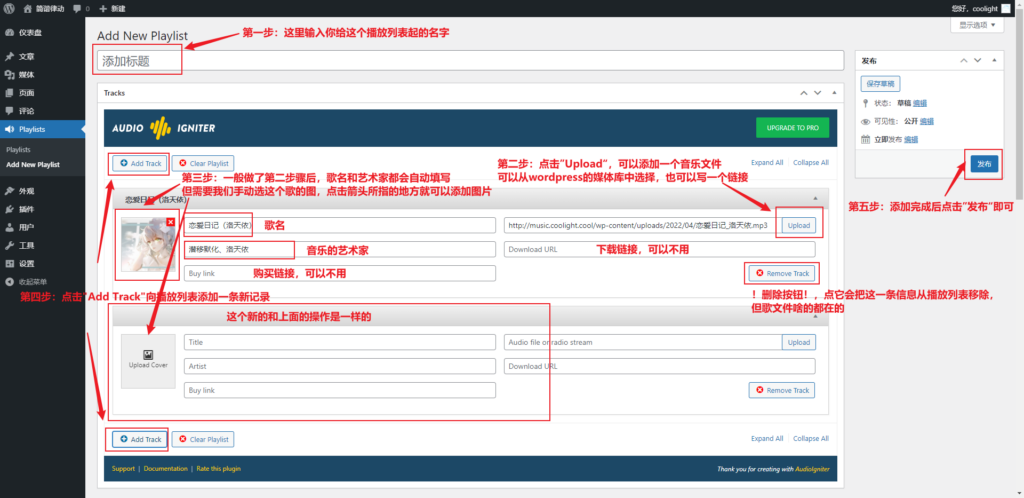 简谐律动
0
新建
您好，coolight
显示选项
仪表盘
文章
媒体
页面
评论
Playlists
Playlists
Add New Playlist
外观
插件
用户
工具
设置
收起菜单
Add New Playlist
第一步：这里输入你给这个播放列表起的名字
添加标题
Tracks
AUDIO IGNITER
UPGRADE TO PRO
Add Track
Clear Playlist
Expand All
Collapse All
第二步：点击"Upload"，可以添加一个音乐文件
可以从wordpress的媒体库中选择，也可以写一个链接
第三步：一般做了第二步骤后，歌名和艺术家都会自动填写
但需要我们手动选这个歌的图，点击箭头所指的地方就可以添加图片
恋爱日记（洛天依）
恋爱日记（洛天依）
歌名
http://music.coolight.cool/wp-content/uploads/2022/04/恋爱日记_洛天依.mp3
Upload
潜移默化、洛天依
音乐的艺术家
Download URL
下载链接，可以不用
Buy link
购买链接，可以不用
Remove Track
第四步：点击"Add Track"向播放列表添加一条新记录
！删除按钮！，点它会把这一条信息从播放列表移除，
但歌文件啥的都在的
这个新的和上面的操作是一样的
Upload Cover
Title
Audio file or radio stream
Upload
Artist
Download URL
Buy link
Remove Track
Add Track
Clear Playlist
Expand All
Collapse All
Support | Documentation | Rate this plugin
Thank you for creating with AudioIgniter
发布
保存草稿
状态： 草稿 编辑
可见性： 公开 编辑
立即发布 编辑
发布
第五步：添加完成后点击"发布"即可